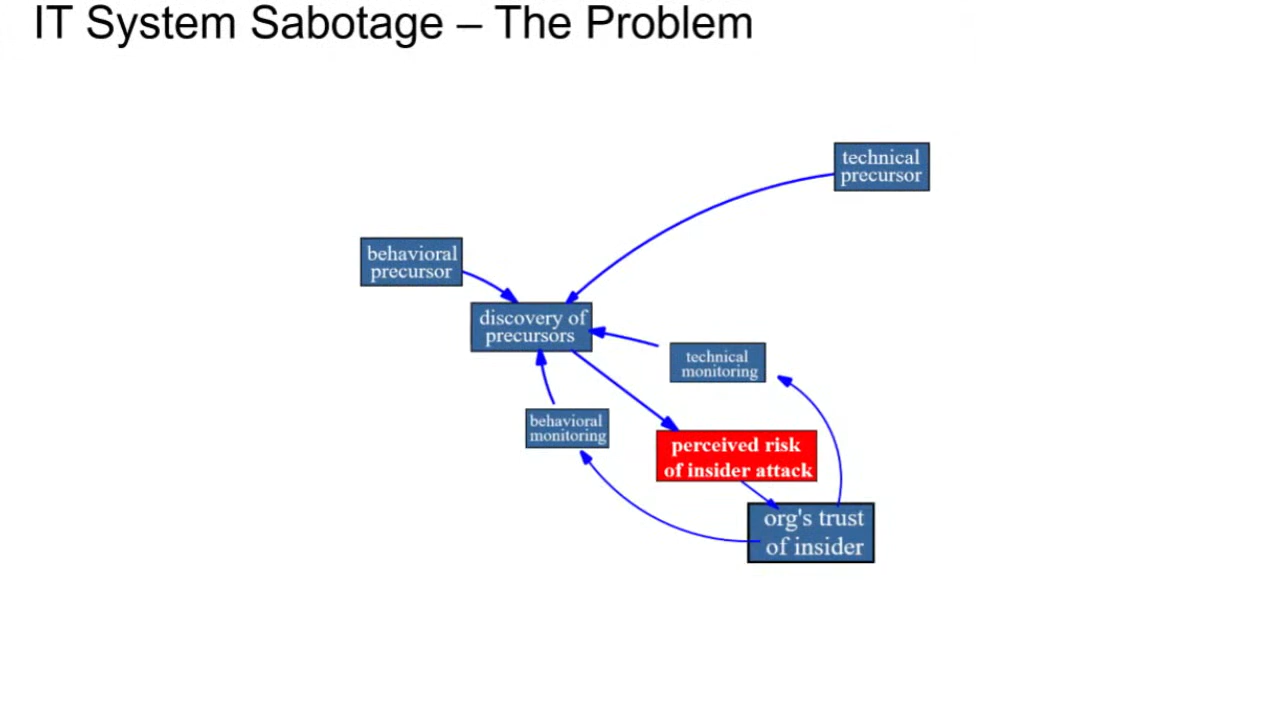 IT System Sabotage – The Problem
technical
precursor
behavioral
precursor
discovery of
precursors
technical
monitoring
behavioral
monitoring
perceived risk
of insider attack
org's trust
of insider